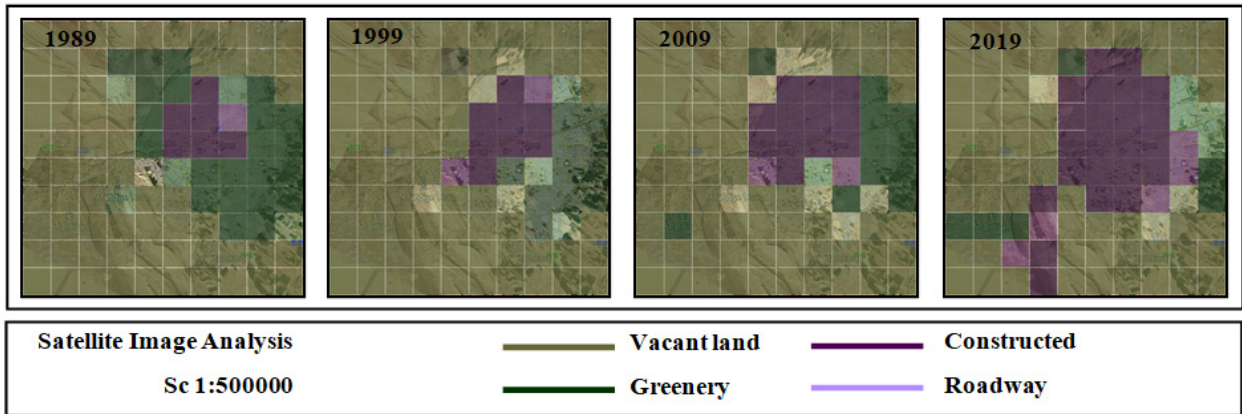 1989 1999 2009 2019
Satellite Image Analysis Vacant land Constructed
Sc 1:500000 Greenery Roadway